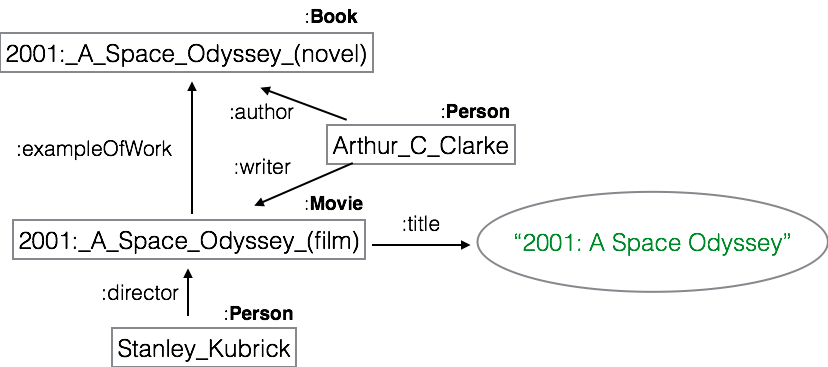 :Book
2001:_A_Space_Odyssey_(novel)
:author
:Person
Arthur_C_Clarke
:exampleOfWork
:writer
:Movie
2001:_A_Space_Odyssey_(film)
:title
“2001: A Space Odyssey”
:director
:Person
Stanley_Kubrick